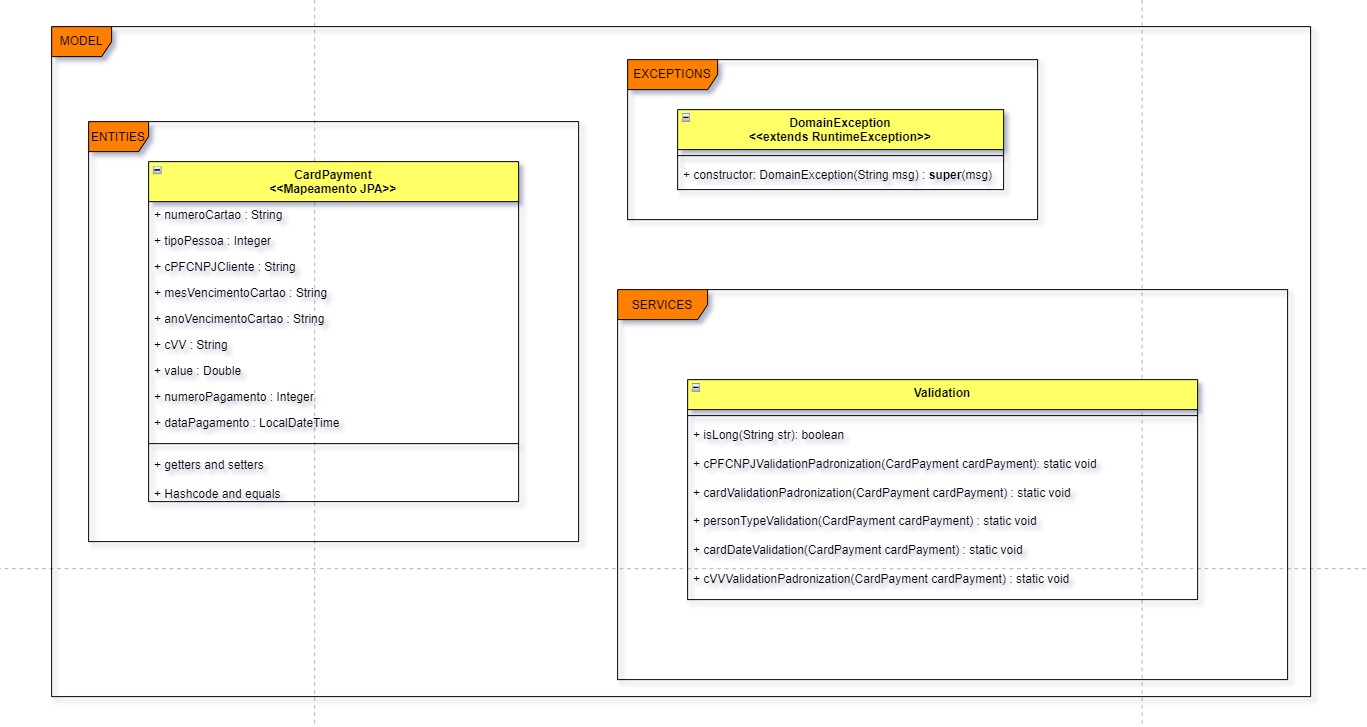 MODEL
ENTITIES
CardPayment
<<Mapeamento JPA>>
+ numeroCartao : String
+ tipoPessoa : Integer
+ cPFCNPJCliente : String
+ mesVencimentoCartao : String
+ anoVencimentoCartao : String
+ cVV : String
+ value : Double
+ numeroPagamento : Integer
+ dataPagamento : LocalDateTime
+ getters and setters
+ Hashcode and equals
EXCEPTIONS
DomainException
<<extends RuntimeException>>
+ constructor: DomainException(String msg) : super(msg)
SERVICES
Validation
+ isLong(String str): boolean
+ cPFCNPJValidationPadronization(CardPayment cardPayment): static void
+ cardValidationPadronization(CardPayment cardPayment) : static void
+ personTypeValidation(CardPayment cardPayment) : static void
+ cardDateValidation(CardPayment cardPayment) : static void
+ cVVValidationPadronization(CardPayment cardPayment) : static void